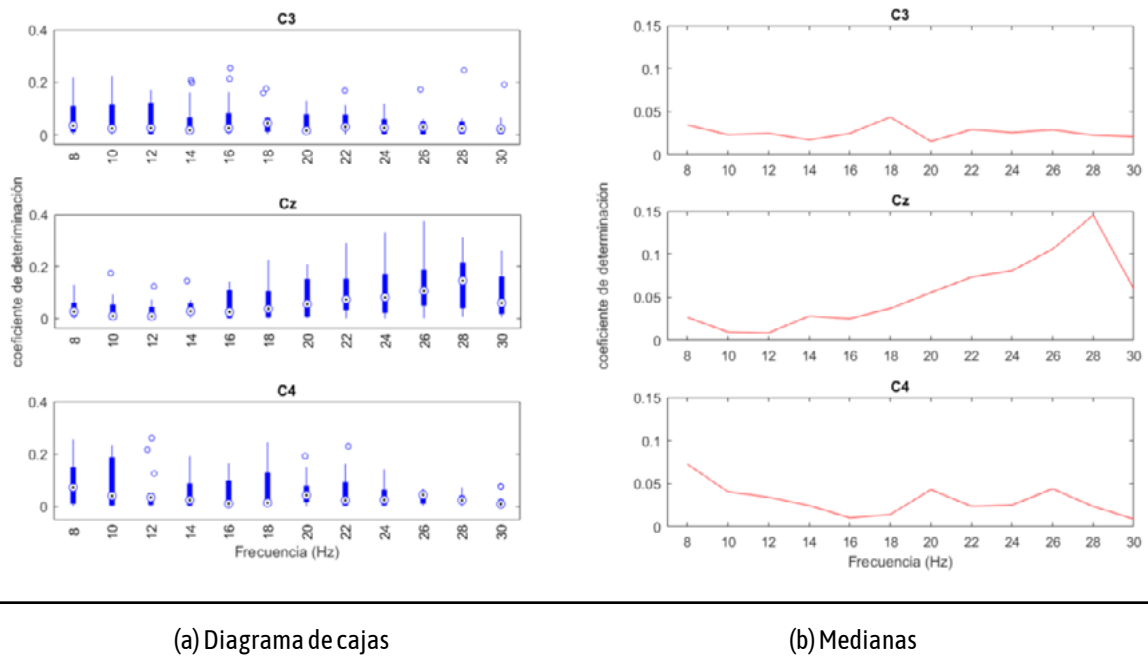 C3
0.4
0.2
0
8 10 12 14 16 18 20 22 24 26 28 30
Cz
0.4
0.2
0
8 10 12 14 16 18 20 22 24 26 28 30
C4
0.4
0.2
0
8 10 12 14 16 18 20 22 24 26 28 30
Frecuencia (Hz)
coeficiente de deteriminación
(a) Diagrama de cajas
C3
0.15
0.1
0.05
0
8 10 12 14 16 18 20 22 24 26 28 30
Cz
0.15
0.1
0.05
0
8 10 12 14 16 18 20 22 24 26 28 30
C4
0.15
0.1
0.05
0
8 10 12 14 16 18 20 22 24 26 28 30
Frecuencia (Hz)
coeficiente de determinación
(b) Medianas